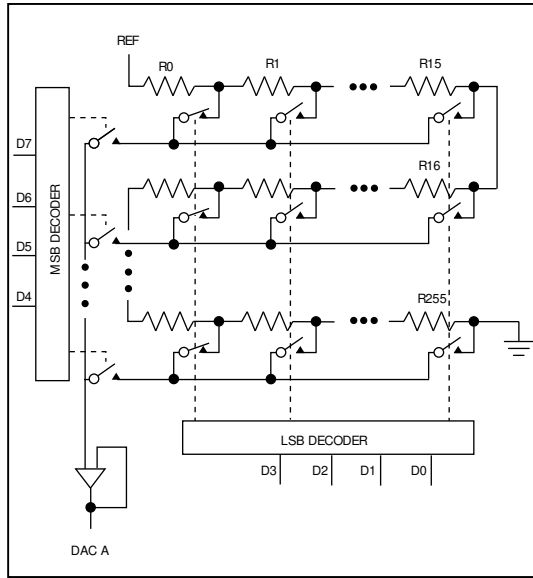 REF
R0
R1
R15
D7
R16
D6
MSB DECODER
D5
D4
R255
LSB DECODER
D3
D2
D1
D0
DAC A